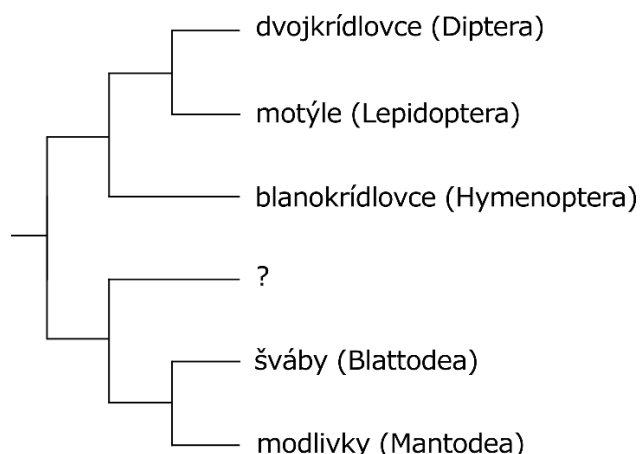 dvojkrídlovce (Diptera)
motýle (Lepidoptera)
blanokrídlovce (Hymenoptera)
?
šváby (Blattodea)
modlivky (Mantodea)